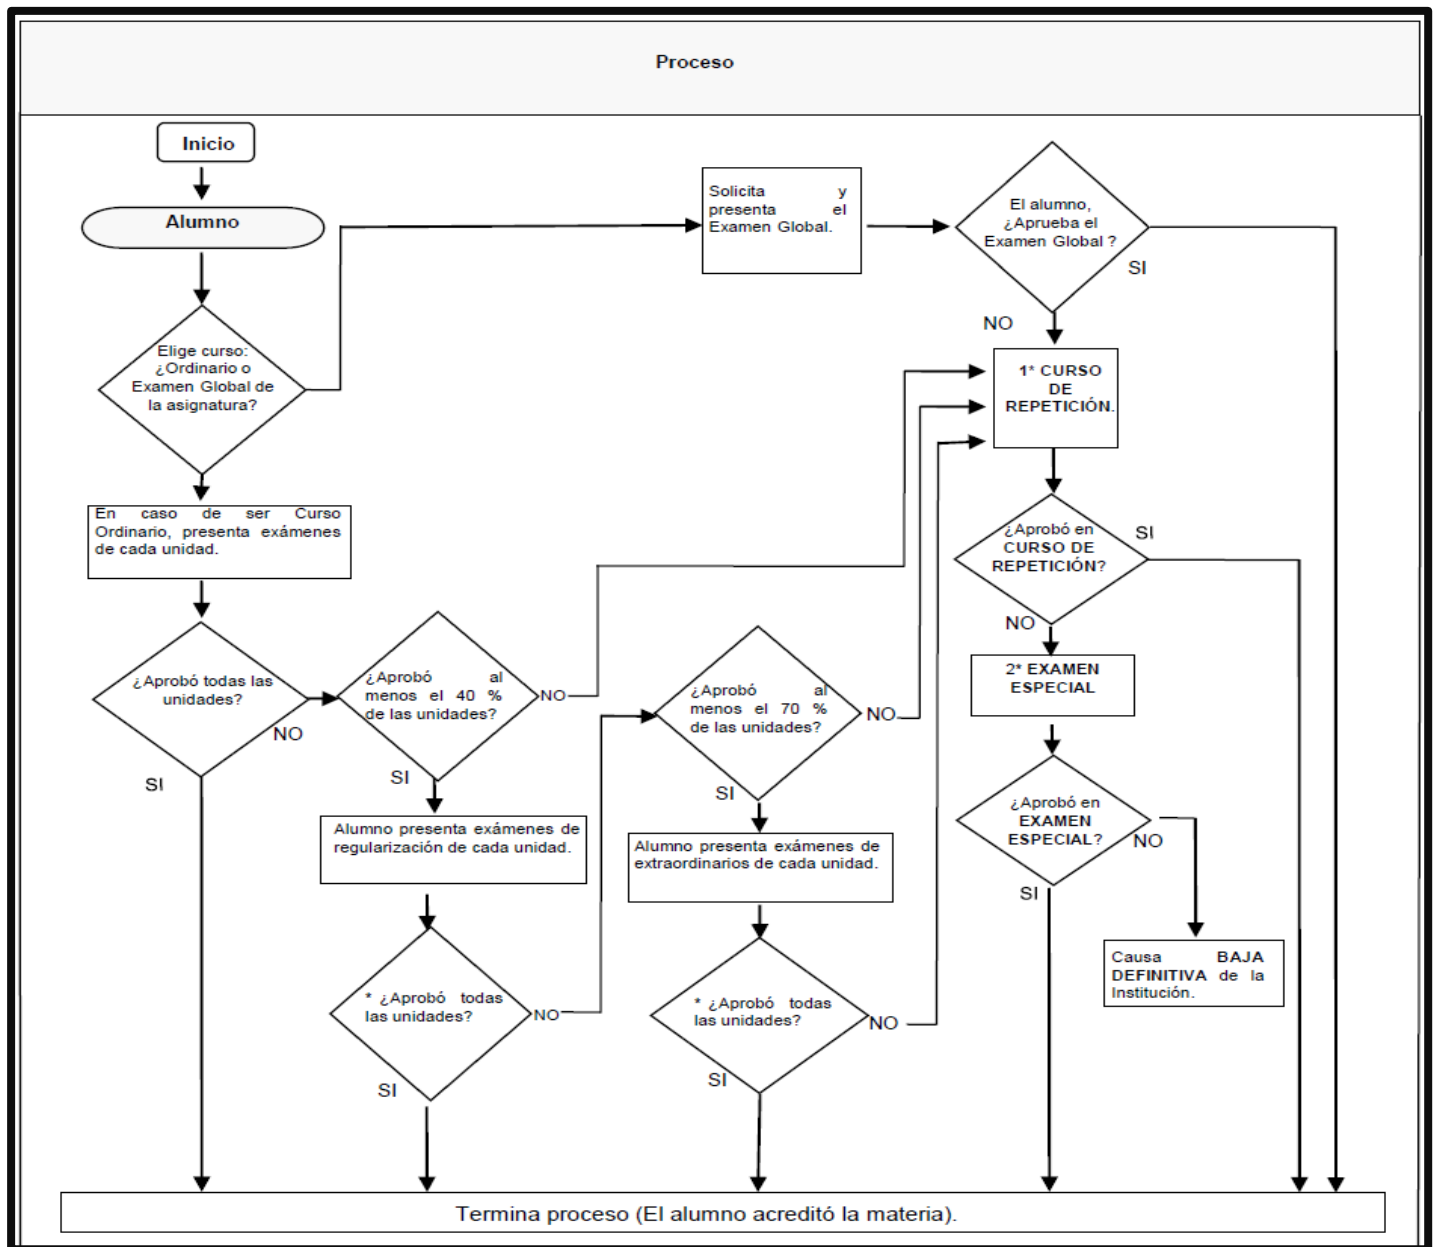 Proceso
Inicio
Alumno
Elige curso:
¿Ordinario o
Examen Global de
la asignatura?
Solicita y
presenta el
Examen Global.
El alumno,
¿Aprueba el
Examen Global ?
SI
NO
1* CURSO
DE
REPETICIÓN.
En caso de ser Curso
Ordinario, presenta exámenes
de cada unidad.
¿Aprobó en
CURSO DE
REPETICIÓN?
SI
NO
¿Aprobó todas las
unidades?
NO
SI
¿Aprobó al
menos el 40 %
de las unidades?
NO
SI
¿Aprobó al
menos el 70 %
de las unidades?
NO
SI
2* EXAMEN
ESPECIAL
Alumno presenta exámenes de
regularización de cada unidad.
Alumno presenta exámenes de
extraordinarios de cada unidad.
¿Aprobó en
EXAMEN
ESPECIAL?
NO
SI
Causa BAJA
DEFINITIVA de la
Institución.
* ¿Aprobó todas
las unidades?
NO
SI
* ¿Aprobó todas
las unidades?
NO
SI
Termina proceso (El alumno acreditó la materia).